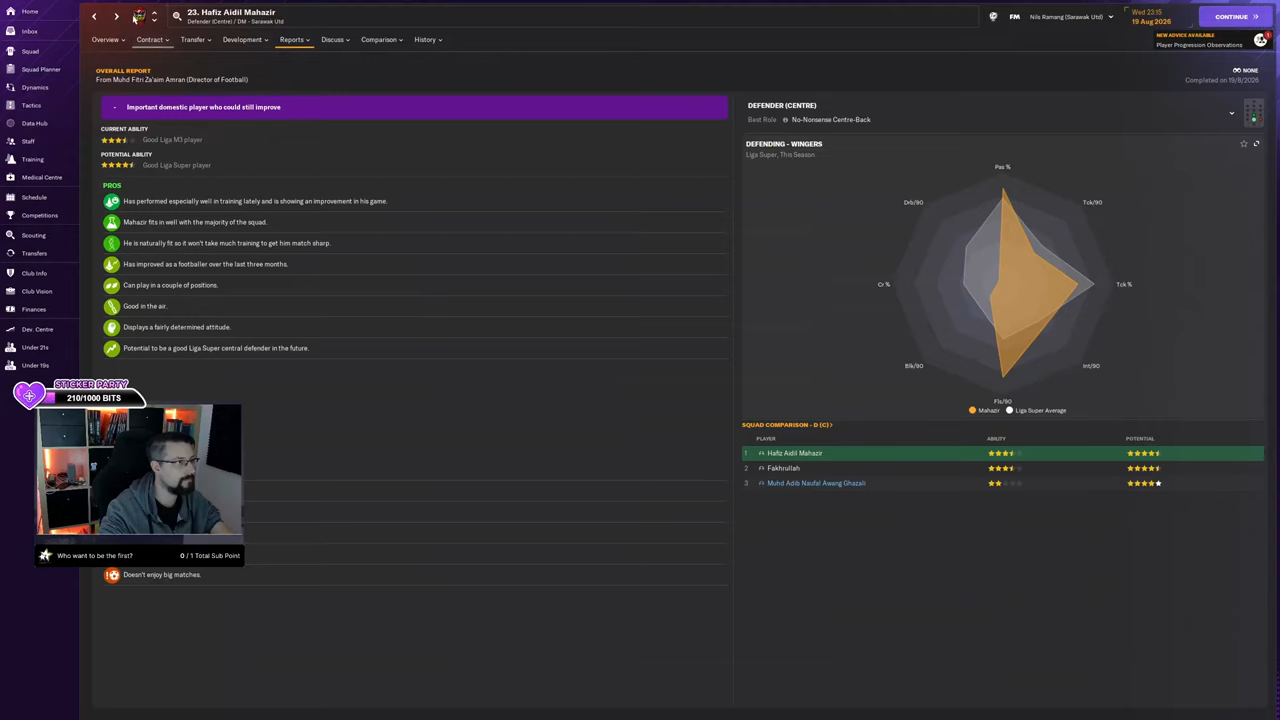 23. Hafiz Aidil Mahazir
Defender (Centre) / DM - Sarawak Utd
FM
Nils Ramang (Sarawak Utd)
Wed 23:15
19 Aug 2026
CONTINUE
Home
Inbox
Squad
Squad Planner
Dynamics
Tactics
Data Hub
Staff
Training
Medical Centre
Schedule
Competitions
Scouting
Transfers
Club Info
Club Vision
Finances
Dev. Centre
Under 21s
Under 19s
Overview
Contract
Transfer
Development
Reports
Discuss
Comparison
History
NEW ADVICE AVAILABLE
Player Progression Observations
OVERALL REPORT
From Muhd Fitri Za'aim Amran (Director of Football)
NONE
Completed on 19/8/2026
- Important domestic player who could still improve
CURRENT ABILITY
Good Liga M3 player
POTENTIAL ABILITY
Good Liga Super player
PROS
Has performed especially well in training lately and is showing an improvement in his game.
Mahazir fits in well with the majority of the squad.
He is naturally fit so it won't take much training to get him match sharp.
Has improved as a footballer over the last three months.
Can play in a couple of positions.
Good in the air.
Displays a fairly determined attitude.
Potential to be a good Liga Super central defender in the future.
Doesn't enjoy big matches.
DEFENDER (CENTRE)
Best Role No-Nonsense Centre-Back
DEFENDING - WINGERS
Liga Super, This Season
Pas %
Drb/90
Tck/90
Cr %
Tck %
Blk/90
Int/90
Fls/90
Mahazir
Liga Super Average
SQUAD COMPARISON - D (C) >
PLAYER ABILITY POTENTIAL
1 Hafiz Aidil Mahazir
2 Fakhrullah
3 Muhd Adib Naufal Awang Ghazali
STICKER PARTY
210/1000 BITS
Who want to be the first?
0 / 1 Total Sub Point